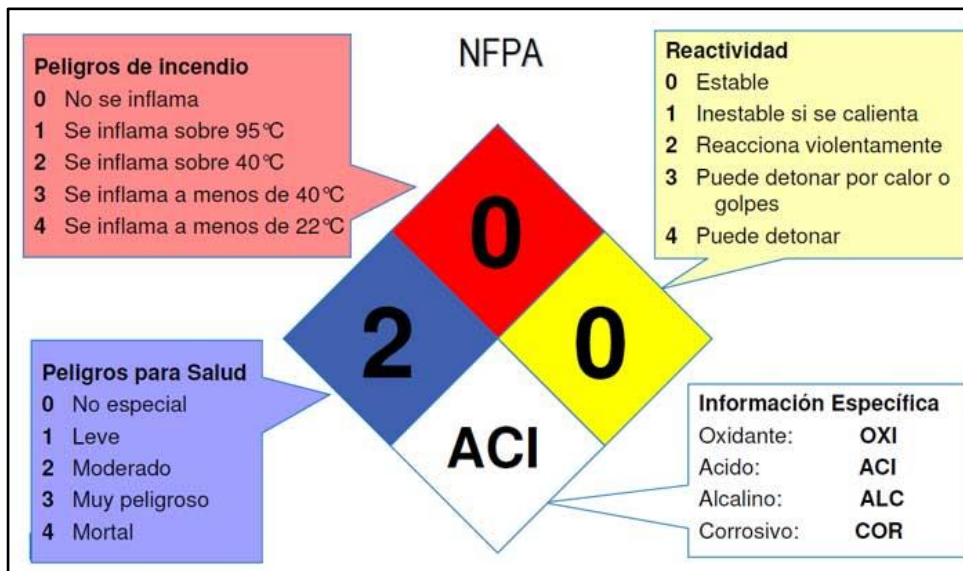 NFPA
Peligros de incendio
0 No se inflama
1 Se inflama sobre 95°C
2 Se inflama sobre 40°C
3 Se inflama a menos de 40°C
4 Se inflama a menos de 22°C
Reactividad
0 Estable
1 Inestable si se calienta
2 Reacciona violentamente
3 Puede detonar por calor o
golpes
4 Puede detonar
0
2
0
ACI
Peligros para Salud
0 No especial
1 Leve
2 Moderado
3 Muy peligroso
4 Mortal
Información Específica
Oxidante: OXI
Acido: ACI
Alcalino: ALC
Corrosivo: COR